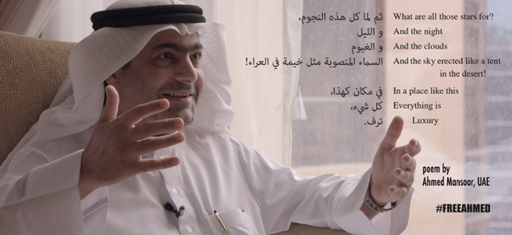 ثم لما كل هذه النجوم،
و الليل
و الغيوم
السماء المنصوبة مثل خيمة في العراء!
في مكان كهذا،
كل شيء،
ترف.
What are all those stars for?
And the night
And the clouds
And the sky erected like a tent
in the desert!
In a place like this
Everything is
Luxury
poem by
Ahmed Mansoor, UAE
#FREEAHMED